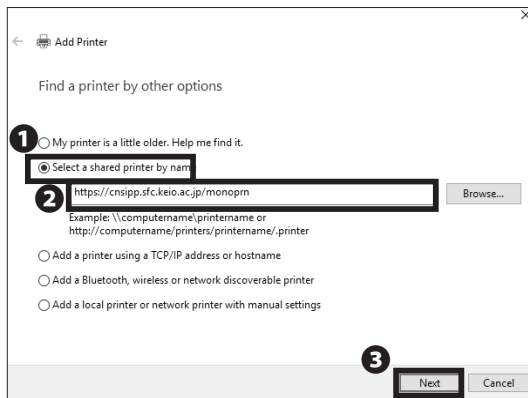 Add Printer
Find a printer by other options
❶
My printer is a little older. Help me find it.
Select a shared printer by nam
❷
https://cnsipp.sfc.keio.ac.jp/monoprn
Browse...
Example: \\computername\printername or
http://computername/printers/printername/.printer
Add a printer using a TCP/IP address or hostname
Add a Bluetooth, wireless or network discoverable printer
Add a local printer or network printer with manual settings
❸
Next Cancel